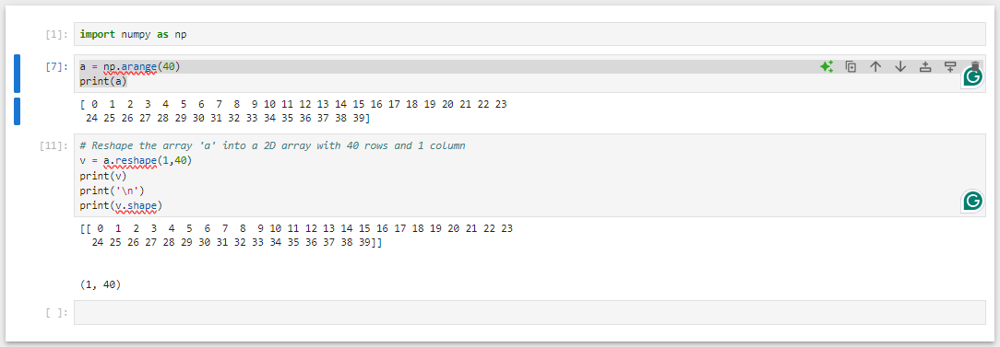 [1]: import numpy as np
[7]: a = np.arange(40)
print(a)
[ 0  1  2  3  4  5  6  7  8  9 10 11 12 13 14 15 16 17 18 19 20 21 22 23
 24 25 26 27 28 29 30 31 32 33 34 35 36 37 38 39]
[11]: # Reshape the array 'a' into a 2D array with 40 rows and 1 column
v = a.reshape(1,40)
print(v)
print('\n')
print(v.shape)
[[ 0  1  2  3  4  5  6  7  8  9 10 11 12 13 14 15 16 17 18 19 20 21 22 23
  24 25 26 27 28 29 30 31 32 33 34 35 36 37 38 39]]
(1, 40)
[ ]: